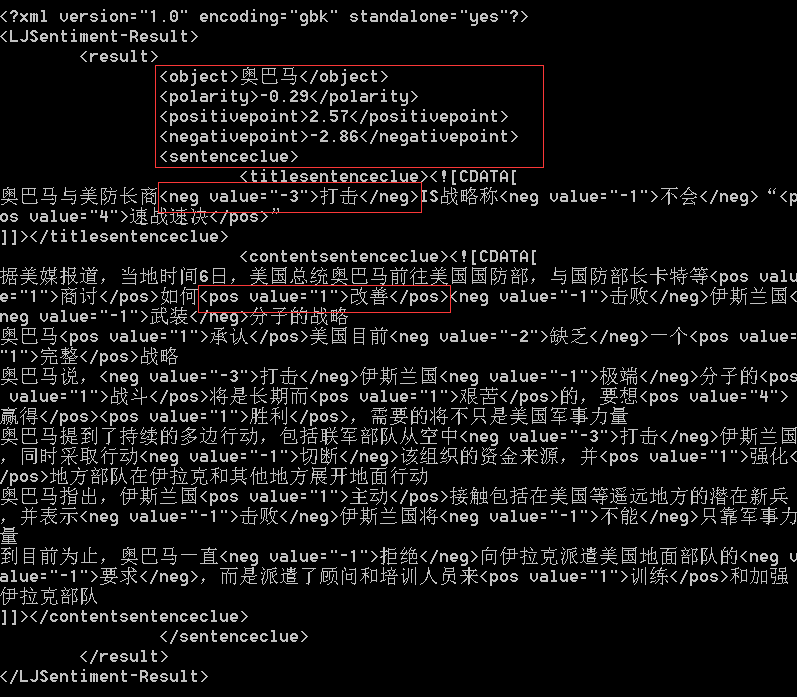 <?xml version="1.0" encoding="gbk" standalone="yes"?>
<LJSentiment-Result>
<result>
<object>奥巴马</object>
<polarity>-0.29</polarity>
<positivepoint>2.57</positivepoint>
<negativepoint>-2.86</negativepoint>
<sentenceclue>
<titlesentenceclue><![CDATA[
奥巴马与美防长商<neg value="-3">打击</neg>IS战略称<neg value="-1">不会</neg>“<p
os value="4">速战速决</pos>”
]]></titlesentenceclue>
<contentsentenceclue><![CDATA[
据美媒报道，当地时间6日，美国总统奥巴马前往美国国防部，与国防部长卡特等<pos valu
e="1">商讨</pos>如何<pos value="1">改善</pos><neg value="-1">击败</neg>伊斯兰国<
neg value="-1">武装</neg>分子的战略
奥巴马<pos value="1">承认</pos>美国目前<neg value="-2">缺乏</neg>一个<pos value=
"1">完整</pos>战略
奥巴马说，<neg value="-3">打击</neg>伊斯兰国<neg value="-1">极端</neg>分子的<pos
 value="1">战斗</pos>将是长期而<pos value="1">艰苦</pos>的，要想<pos value="4">
赢得</pos><pos value="1">胜利</pos>，需要的将不只是美国军事力量
奥巴马提到了持续的多边行动，包括联军部队从空中<neg value="-3">打击</neg>伊斯兰国
，同时采取行动<neg value="-1">切断</neg>该组织的资金来源，并<pos value="1">强化</
pos>地方部队在伊拉克和其他地方展开地面行动
奥巴马指出，伊斯兰国<pos value="1">主动</pos>接触包括在美国等遥远地方的潜在新兵
，并表示<neg value="-1">击败</neg>伊斯兰国将<neg value="-1">不能</neg>只靠军事力
量
到目前为止，奥巴马一直<neg value="-1">拒绝</neg>向伊拉克派遣美国地面部队的<neg v
alue="-1">要求</neg>，而是派遣了顾问和培训人员来<pos value="1">训练</pos>和加强
伊拉克部队
]]></contentsentenceclue>
</sentenceclue>
</result>
</LJSentiment-Result>